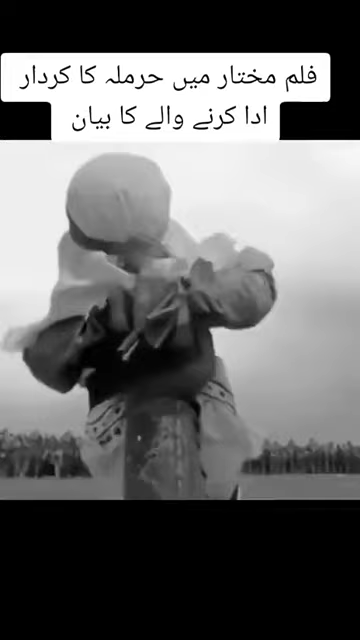 فلم مختار میں حرملہ کا کردار
ادا کرنے والے کا بیان